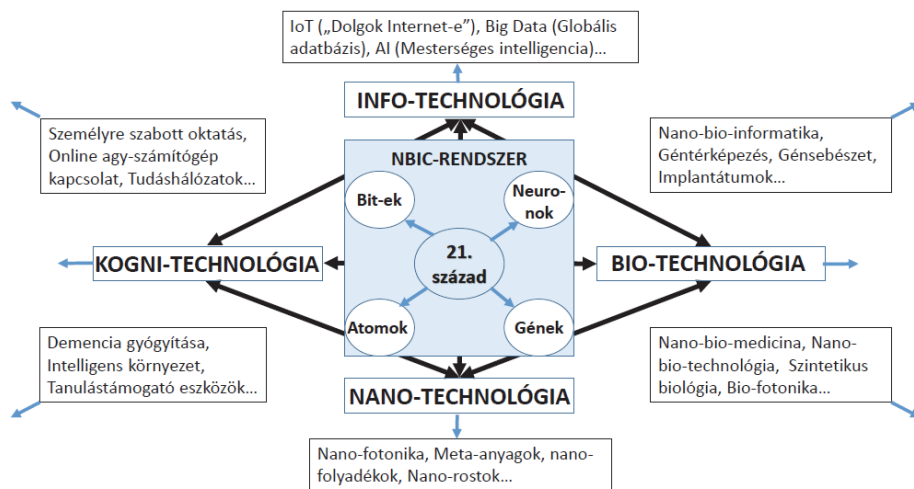 IoT („Dolgok Internet-e”), Big Data (Globális
adatbázis), AI (Mesterséges intelligencia)...
INFO-TECHNOLÓGIA
Személyre szabott oktatás,
Online agy-számítógép
kapcsolat, Tudáshálózatok...
NBIC-RENDSZER
Nano-bio-informatika,
Géntérképezés, Génsebészet,
Implantátumok...
Bit-ek
Neuro-
nok
KOGNI-TECHNOLÓGIA
21.
század
BIO-TECHNOLÓGIA
Atomok
Gének
Demencia gyógyítása,
Intelligens környezet,
Tanulástámogató eszközök...
Nano-bio-medicina, Nano-
bio-technológia, Szintetikus
biológia, Bio-fotonika...
NANO-TECHNOLÓGIA
Nano-fotonika, Meta-anyagok, nano-
folyadékok, Nano-rostok...